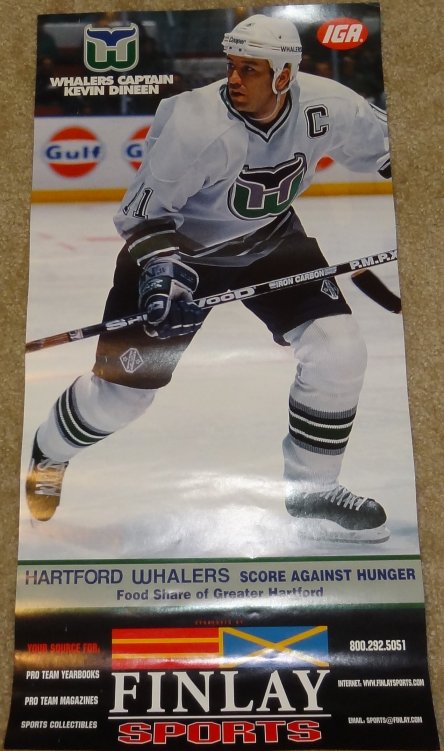 IGA
WHALERS CAPTAIN
KEVIN DINEEN
WHALERS
C
Gulf
11
IRON CARBON
P.M.P.X
HARTFORD WHALERS SCORE AGAINST HUNGER
Food Share of Greater Hartford
YOUR SOURCE FOR:
PRO TEAM YEARBOOKS
PRO TEAM MAGAZINES
SPORTS COLLECTIBLES
FINLAY
SPORTS
800.292.5051
INTERNET: WWW.FINLAYSPORTS.COM
EMAIL: SPORTS@FINLAY.COM